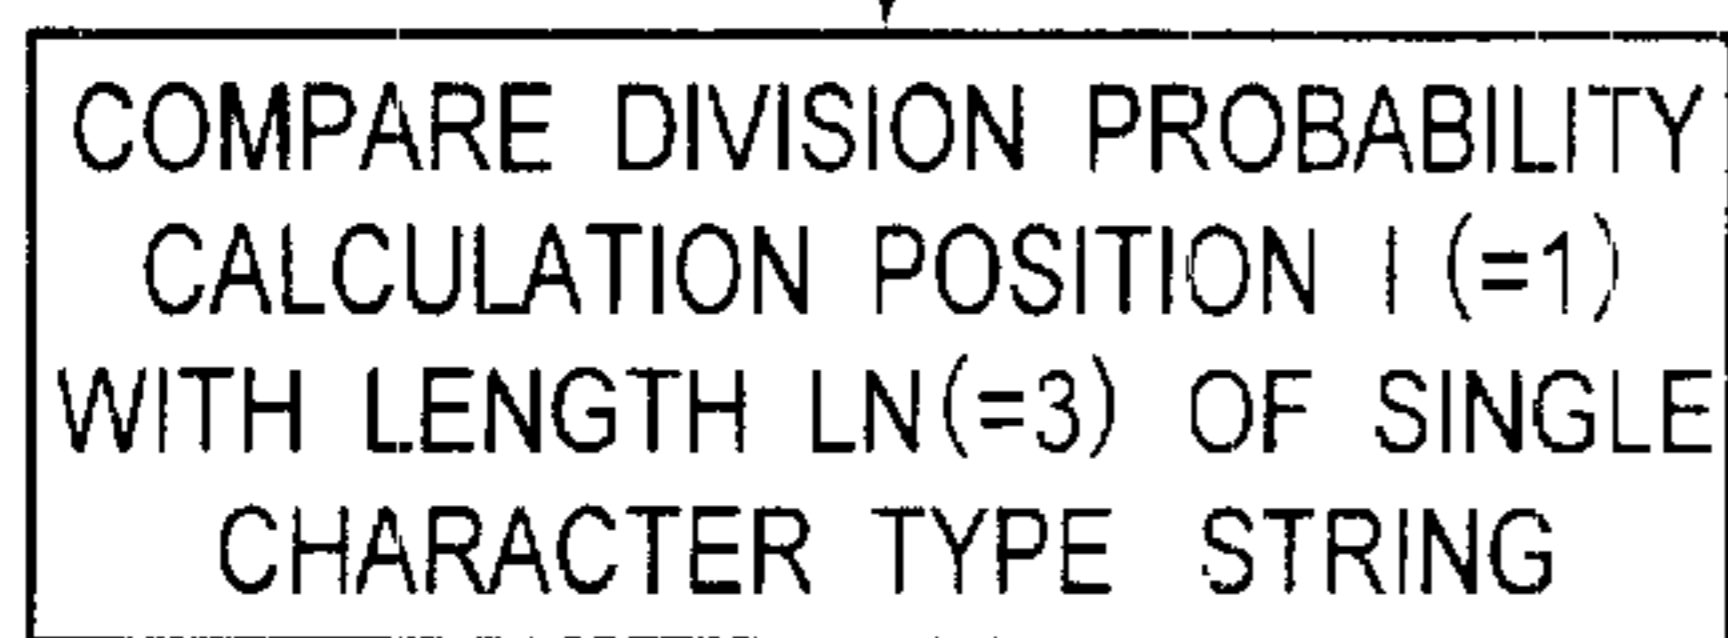 COMPARE DIVISION PROBABILITY
CALCULATION POSITION I (=1)
WITH LENGTH LN(=3) OF SINGLE
CHARACTER TYPE STRING